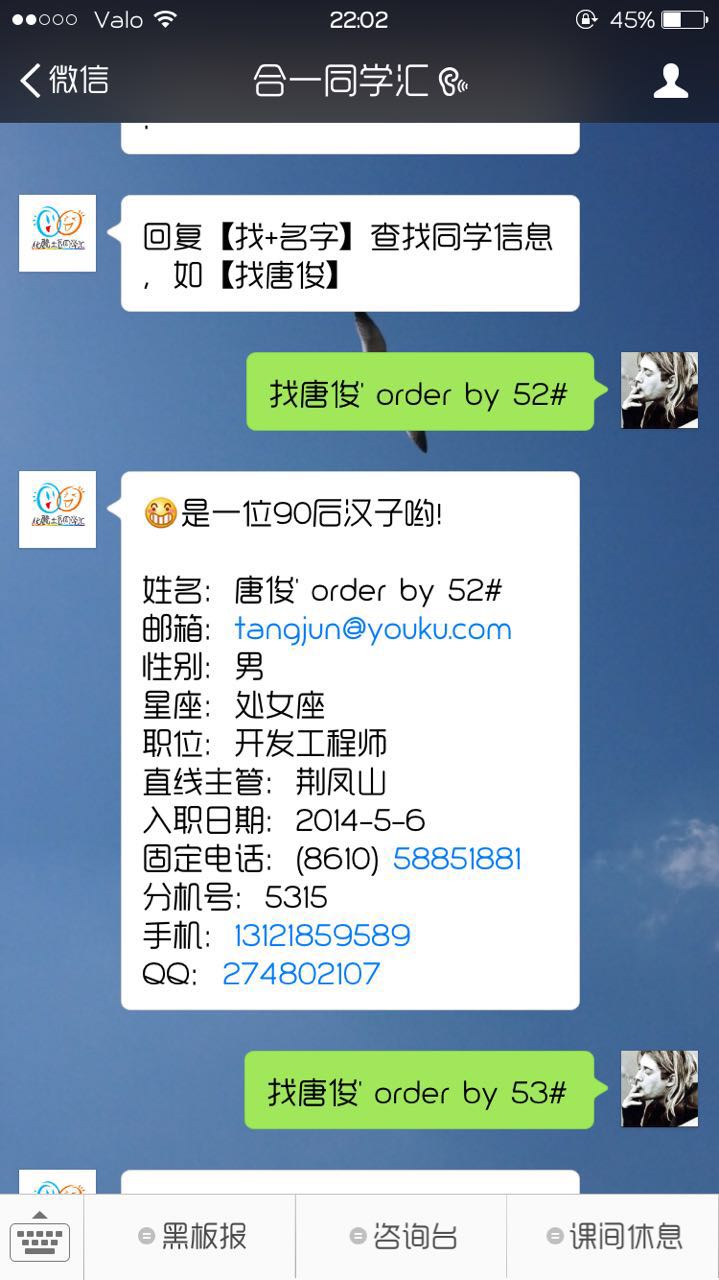 Valo 22:02 45%
微信 合一同学汇
回复【找+名字】查找同学信息
，如【找唐俊】
找唐俊' order by 52#
是一位90后汉子哟!
姓名: 唐俊' order by 52#
邮箱: tangjun@youku.com
性别: 男
星座: 处女座
职位: 开发工程师
直线主管: 荆凤山
入职日期: 2014-5-6
固定电话: (8610) 58851881
分机号: 5315
手机: 13121859589
QQ: 274802107
找唐俊' order by 53#
黑板报 咨询台 课间休息